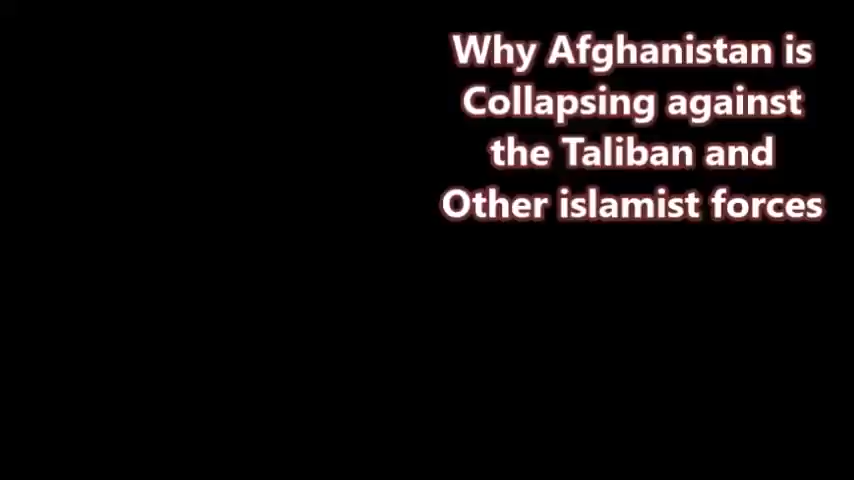 Why Afghanistan is
Collapsing against
the Taliban and
Other islamist forces